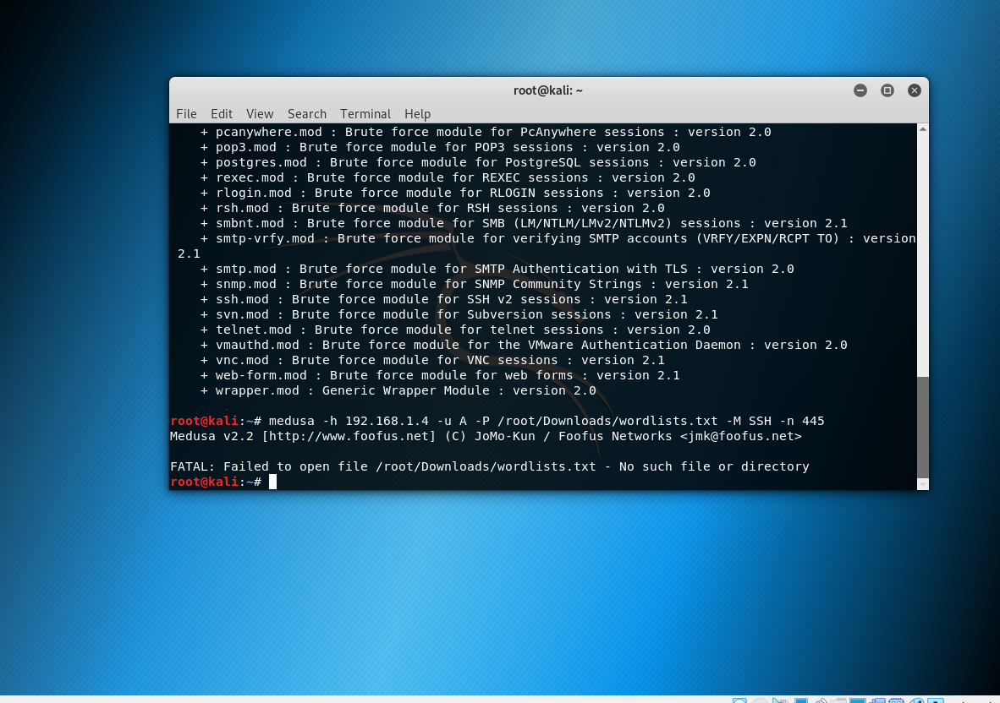 root@kali: ~
File Edit View Search Terminal Help
+ pcanywhere.mod : Brute force module for PcAnywhere sessions : version 2.0
+ pop3.mod : Brute force module for POP3 sessions : version 2.0
+ postgres.mod : Brute force module for PostgreSQL sessions : version 2.0
+ rexec.mod : Brute force module for REXEC sessions : version 2.0
+ rlogin.mod : Brute force module for RLOGIN sessions : version 2.0
+ rsh.mod : Brute force module for RSH sessions : version 2.0
+ smbnt.mod : Brute force module for SMB (LM/NTLM/LMv2/NTLMv2) sessions : version 2.1
+ smtp-vrfy.mod : Brute force module for verifying SMTP accounts (VRFY/EXPN/RCPT TO) : version
2.1
+ smtp.mod : Brute force module for SMTP Authentication with TLS : version 2.0
+ snmp.mod : Brute force module for SNMP Community Strings : version 2.1
+ ssh.mod : Brute force module for SSH v2 sessions : version 2.1
+ svn.mod : Brute force module for Subversion sessions : version 2.1
+ telnet.mod : Brute force module for telnet sessions : version 2.0
+ vmauthd.mod : Brute force module for the VMware Authentication Daemon : version 2.0
+ vnc.mod : Brute force module for VNC sessions : version 2.1
+ web-form.mod : Brute force module for web forms : version 2.1
+ wrapper.mod : Generic Wrapper Module : version 2.0
root@kali:~# medusa -h 192.168.1.4 -u A -P /root/Downloads/wordlists.txt -M SSH -n 445
Medusa v2.2 [http://www.foofus.net] (C) JoMo-Kun / Foofus Networks <jmk@foofus.net>
FATAL: Failed to open file /root/Downloads/wordlists.txt - No such file or directory
root@kali:~#